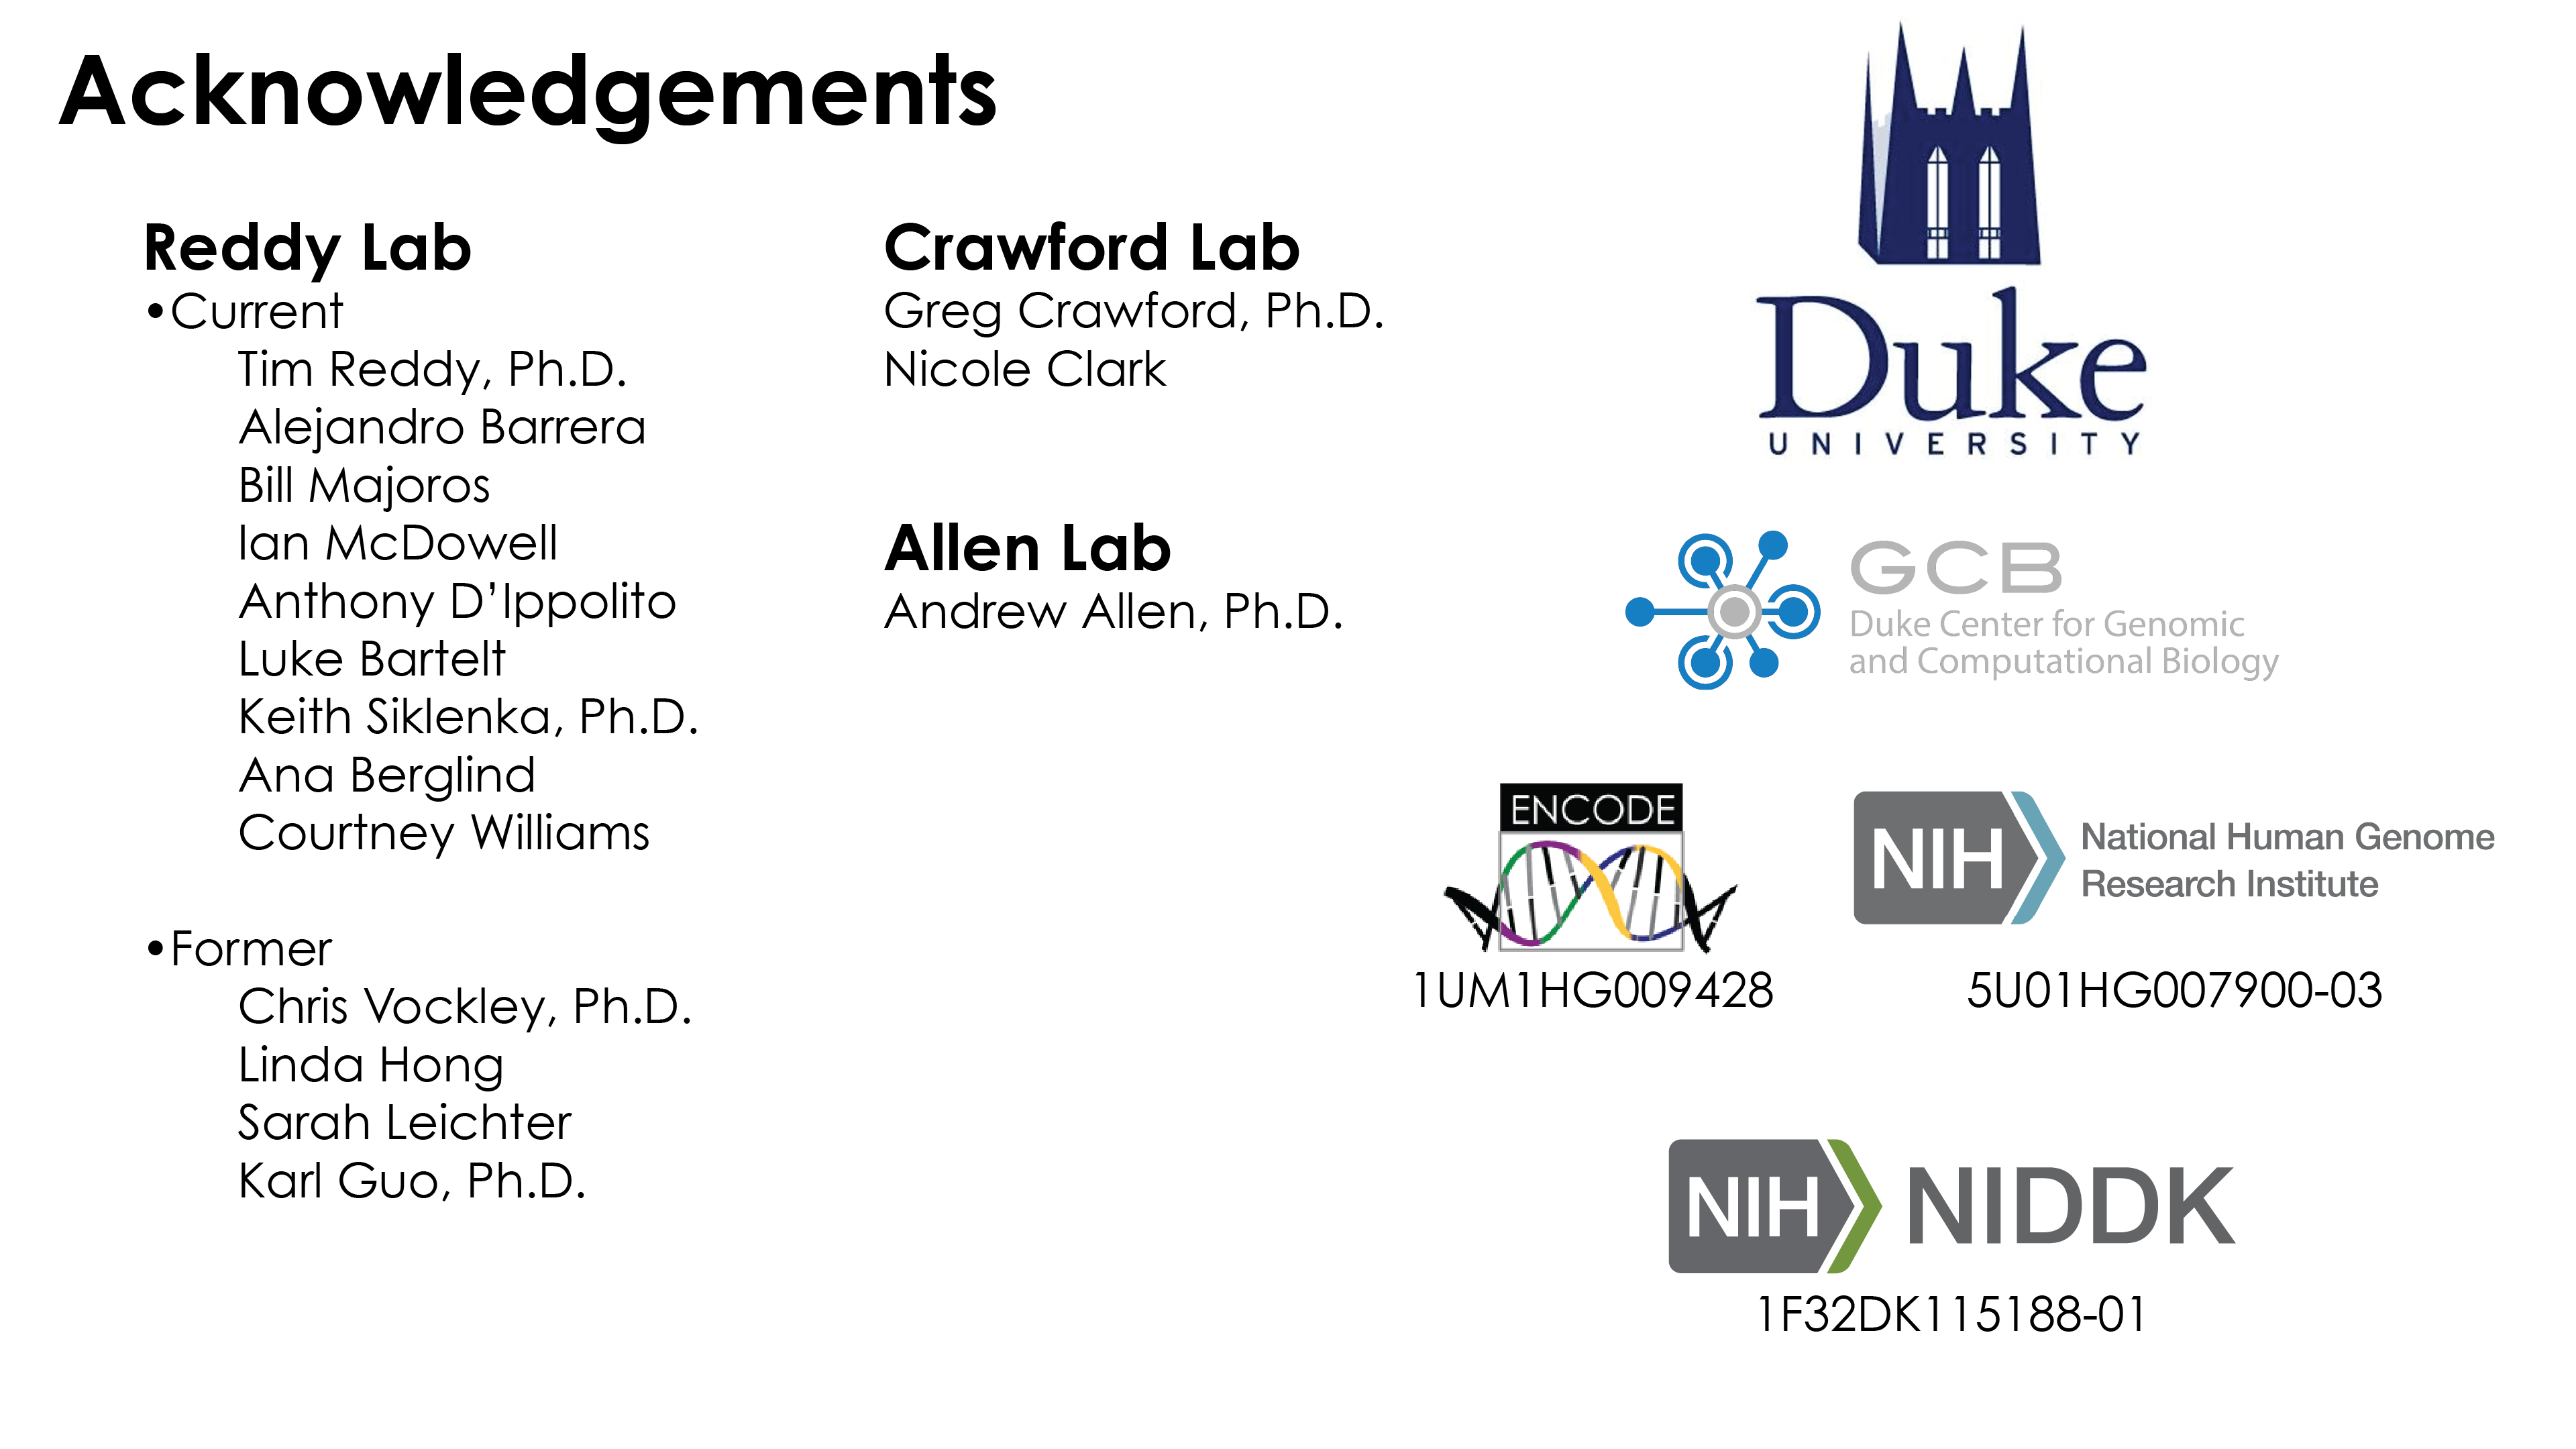 Acknowledgements
Reddy Lab
•Current
Tim Reddy, Ph.D.
Alejandro Barrera
Bill Majoros
Ian McDowell
Anthony D’Ippolito
Luke Bartelt
Keith Siklenka, Ph.D.
Ana Berglind
Courtney Williams
•Former
Chris Vockley, Ph.D.
Linda Hong
Sarah Leichter
Karl Guo, Ph.D.
Crawford Lab
Greg Crawford, Ph.D.
Nicole Clark
Allen Lab
Andrew Allen, Ph.D.
Duke
UNIVERSITY
GCB
Duke Center for Genomic
and Computational Biology
ENCODE
1UM1HG009428
NIH
National Human Genome
Research Institute
5U01HG007900-03
NIH NIDDK
1F32DK115188-01